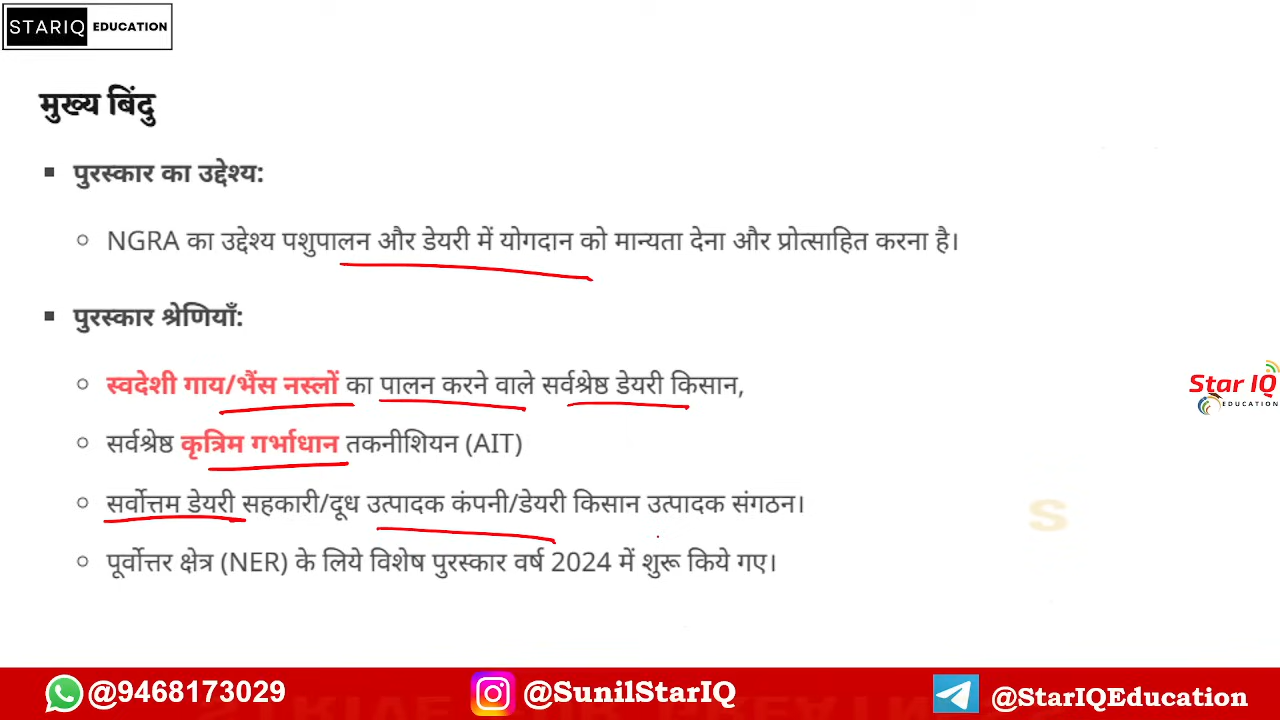 STARIQ EDUCATION
मुख्य बिंदु
पुरस्कार का उद्देश्य:
NGRA का उद्देश्य पशुपालन और डेयरी में योगदान को मान्यता देना और प्रोत्साहित करना है।
पुरस्कार श्रेणियाँ:
स्वदेशी गाय/भैंस नस्लों का पालन करने वाले सर्वश्रेष्ठ डेयरी किसान,
सर्वश्रेष्ठ कृत्रिम गर्भाधान तकनीशियन (AIT)
सर्वोत्तम डेयरी सहकारी/दूध उत्पादक कंपनी/डेयरी किसान उत्पादक संगठन।
पूर्वोत्तर क्षेत्र (NER) के लिये विशेष पुरस्कार वर्ष 2024 में शुरू किये गए।
Star IQ
EDUCATION
S
@9468173029 @SunilStarIQ @StarIQEducation